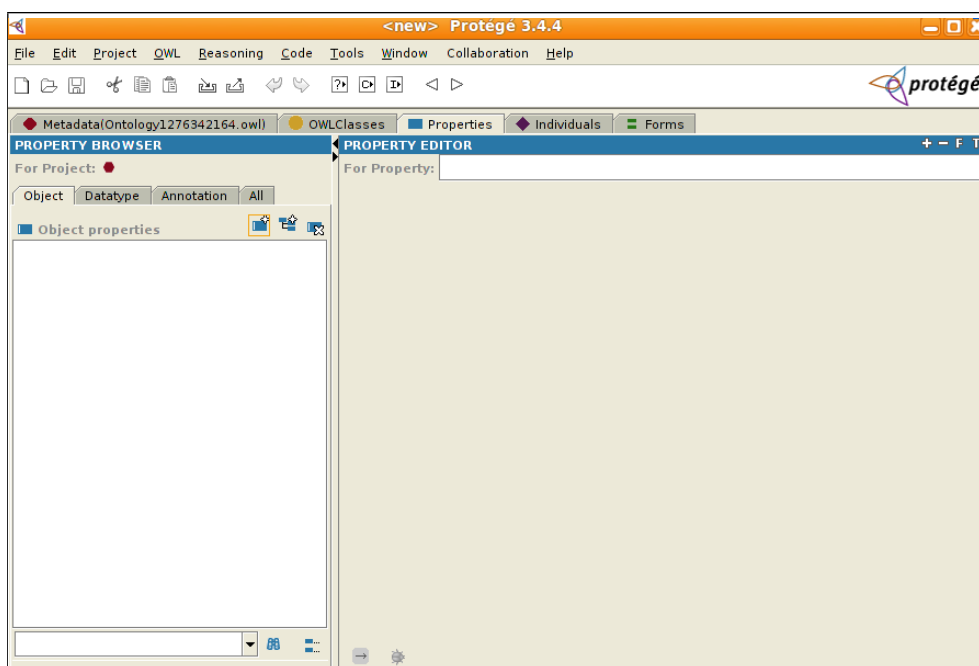 <new> Protégé 3.4.4
File Edit Project OWL Reasoning Code Tools Window Collaboration Help
protégé
Metadata(Ontology1276342164.owl) OWLClasses Properties Individuals Forms
PROPERTY BROWSER
For Project:
Object Datatype Annotation All
Object properties
PROPERTY EDITOR + − F T
For Property: